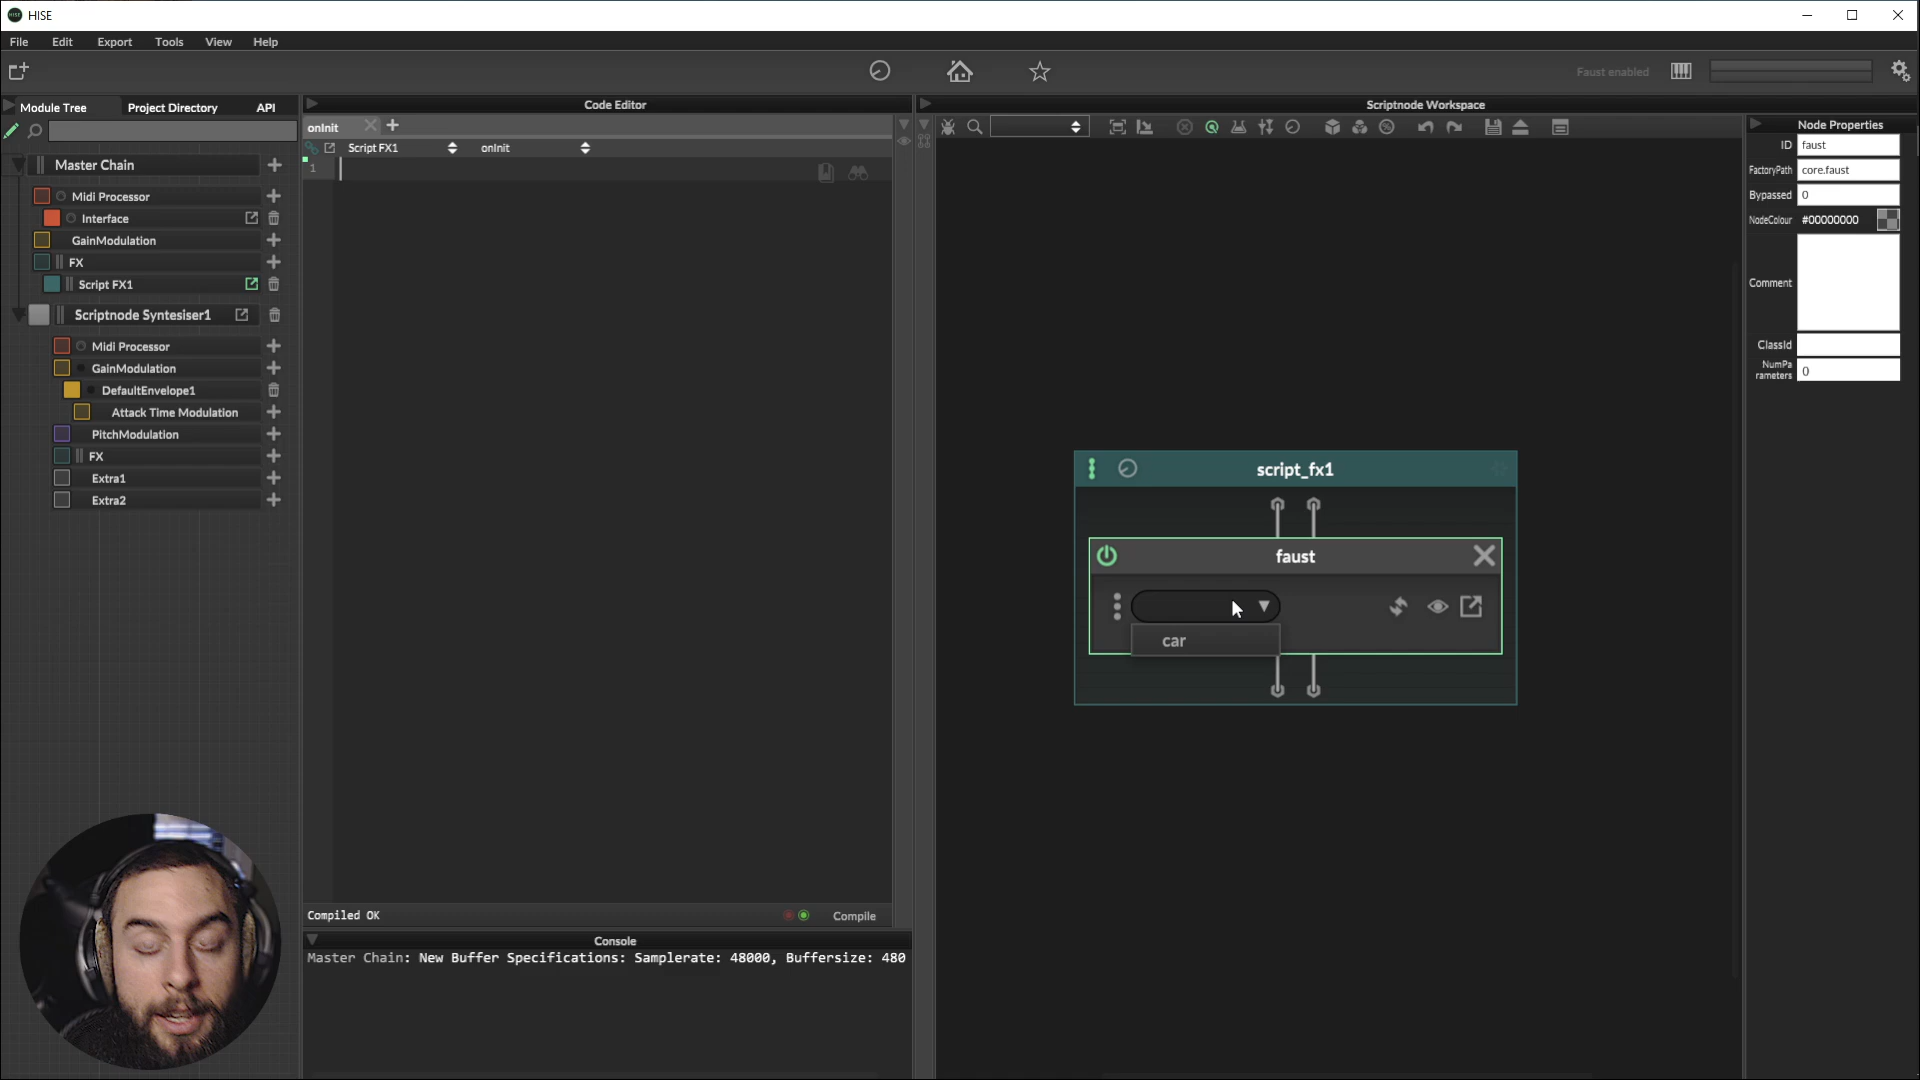 HISE
File Edit Export Tools View Help
Faust enabled
Module Tree Project Directory API
Master Chain
Midi Processor
Interface
GainModulation
FX
Script FX1
Scriptnode Syntesiser1
Midi Processor
GainModulation
DefaultEnvelope1
Attack Time Modulation
PitchModulation
FX
Extra1
Extra2
Code Editor
onInit
Script FX1 onInit
1
Compiled OK Compile
Console
Master Chain: New Buffer Specifications: Samplerate: 48000, Buffersize: 480
Scriptnode Workspace
script_fx1
faust
car
Node Properties
ID faust
FactoryPath core.faust
Bypassed 0
NodeColour #00000000
Comment
ClassId
NumPa
rameters 0